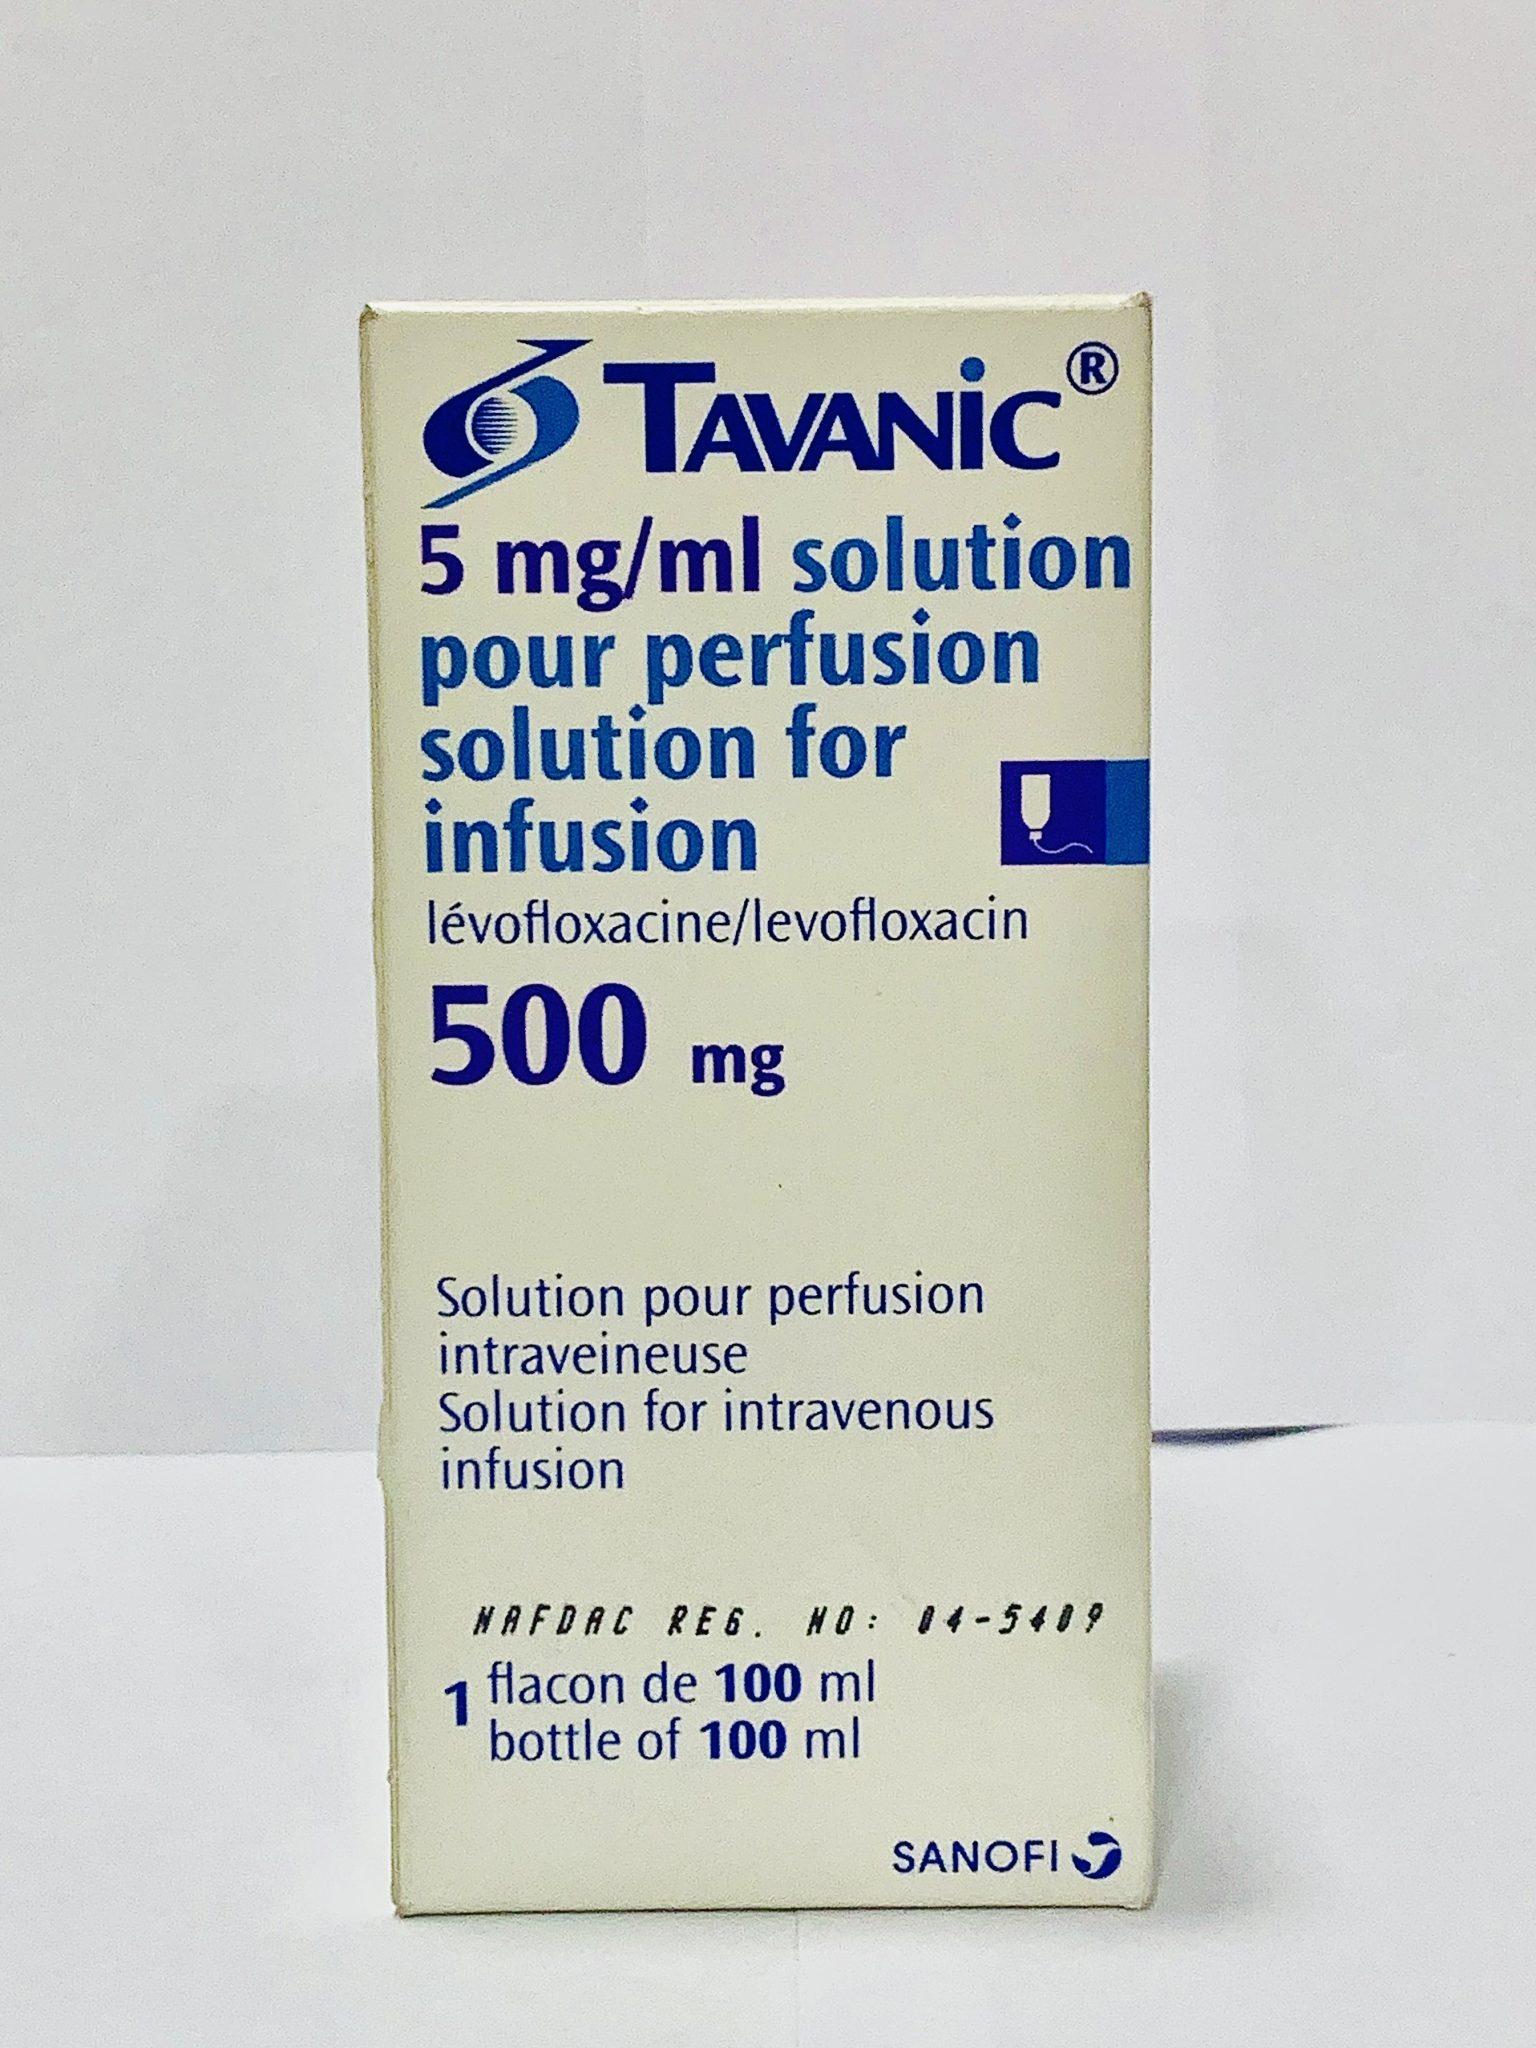 TAVANIC®
5 mg/ml solution
pour perfusion
solution for
infusion
lévofloxacine/levofloxacin
500 mg
Solution pour perfusion
intraveineuse
Solution for intravenous
infusion
NAFDAC REG. NO: 04-5409
1 flacon de 100 ml
bottle of 100 ml
SANOFI